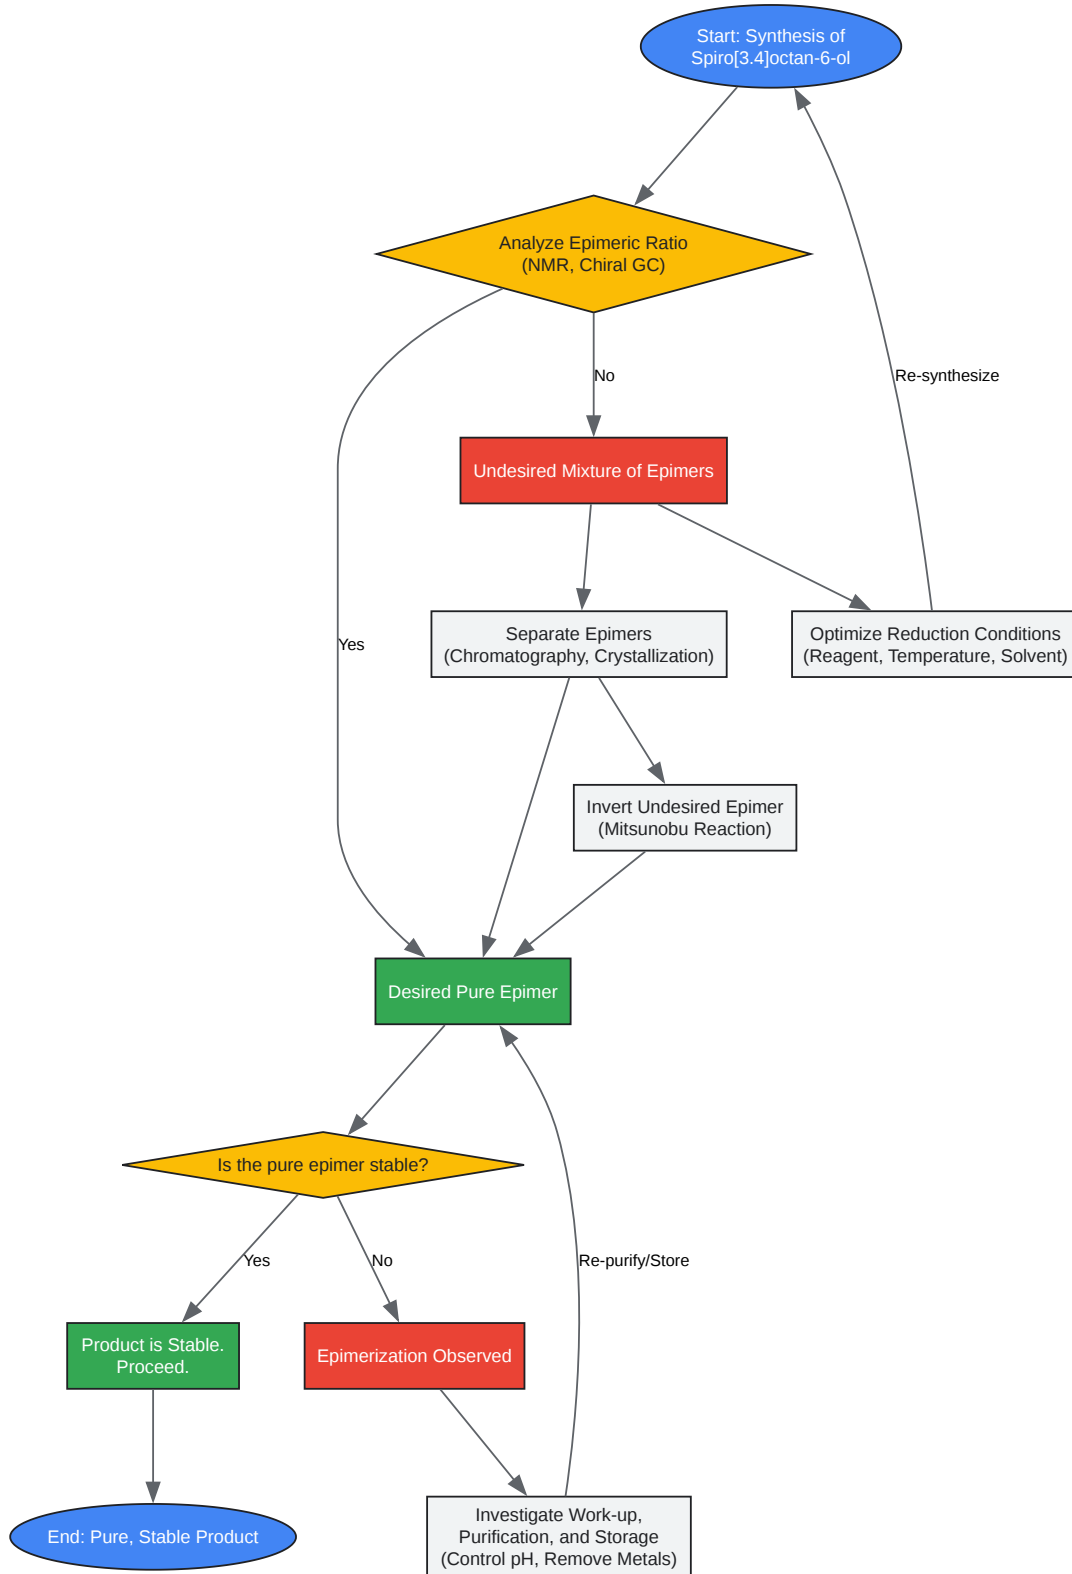 Start: Synthesis of
Spiro[3.4]octan-6-ol
Analyze Epimeric Ratio
(NMR, Chiral GC)
No
Re-synthesize
Undesired Mixture of Epimers
Separate Epimers
(Chromatography, Crystallization)
Optimize Reduction Conditions
(Reagent, Temperature, Solvent)
Yes
Invert Undesired Epimer
(Mitsunobu Reaction)
Desired Pure Epimer
Is the pure epimer stable?
Yes
No
Re-purify/Store
Product is Stable.
Proceed.
Epimerization Observed
End: Pure, Stable Product
Investigate Work-up,
Purification, and Storage
(Control pH, Remove Metals)